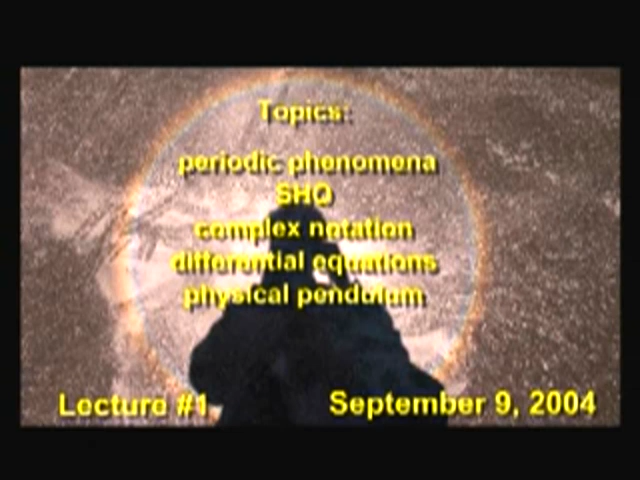 Topics:
periodic phenomena
SHO
complex notation
differential equations
physical pendulum
Lecture #1
September 9, 2004